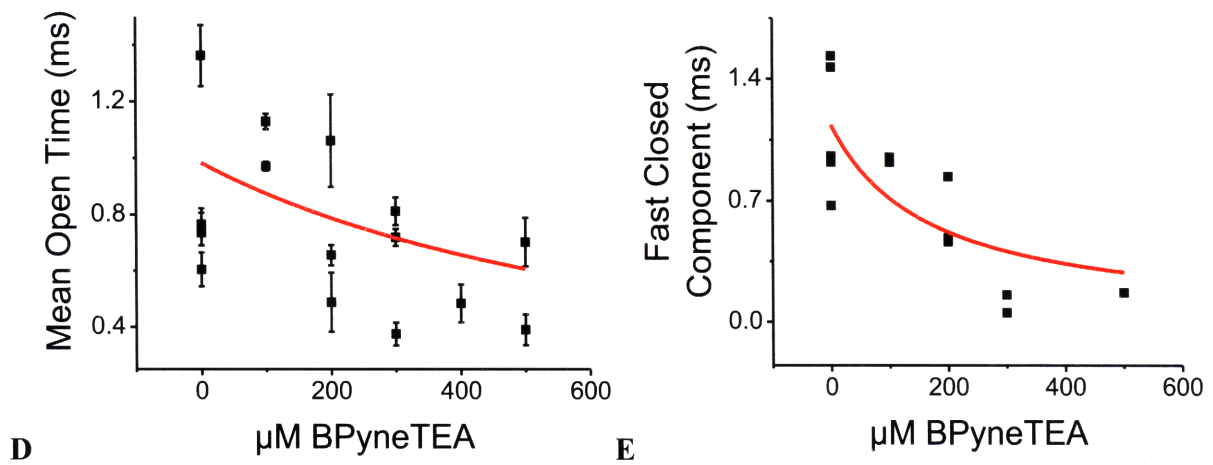 Mean Open Time (ms)
1.2
0.8
0.4
0
200
400
600
µM BPyneTEA
D
Fast Closed
Component (ms)
1.4
0.7
0.0
0
200
400
600
µM BPyneTEA
E